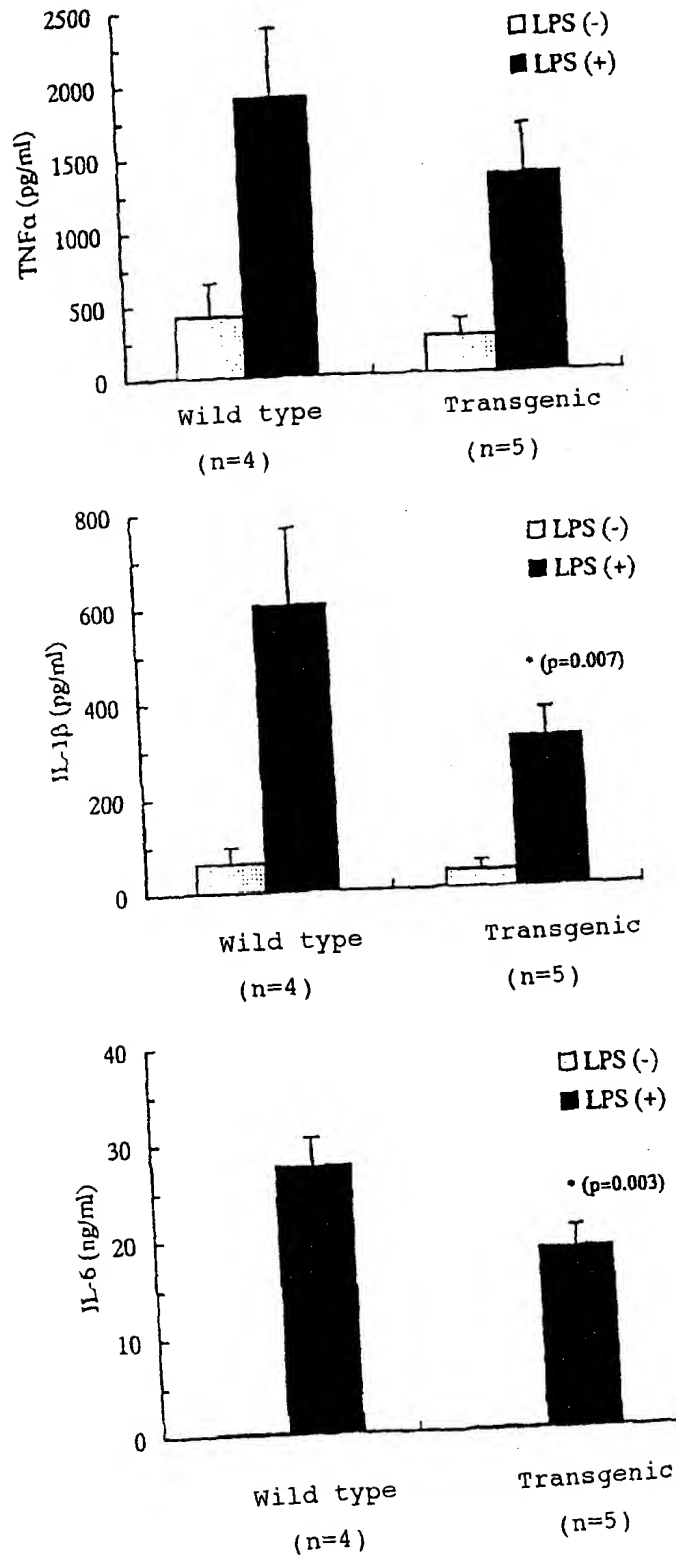 2500
2000
1500
1000
500
0
TNFα (pg/ml)
LPS (-)
LPS (+)
Wild type
Transgenic
(n=4)
(n=5)
800
600
400
200
0
IL-1β (pg/ml)
LPS (-)
LPS (+)
* (p=0.007)
Wild type
Transgenic
(n=4)
(n=5)
40
30
20
10
0
IL-6 (ng/ml)
LPS (-)
LPS (+)
* (p=0.003)
Wild type
Transgenic
(n=4)
(n=5)